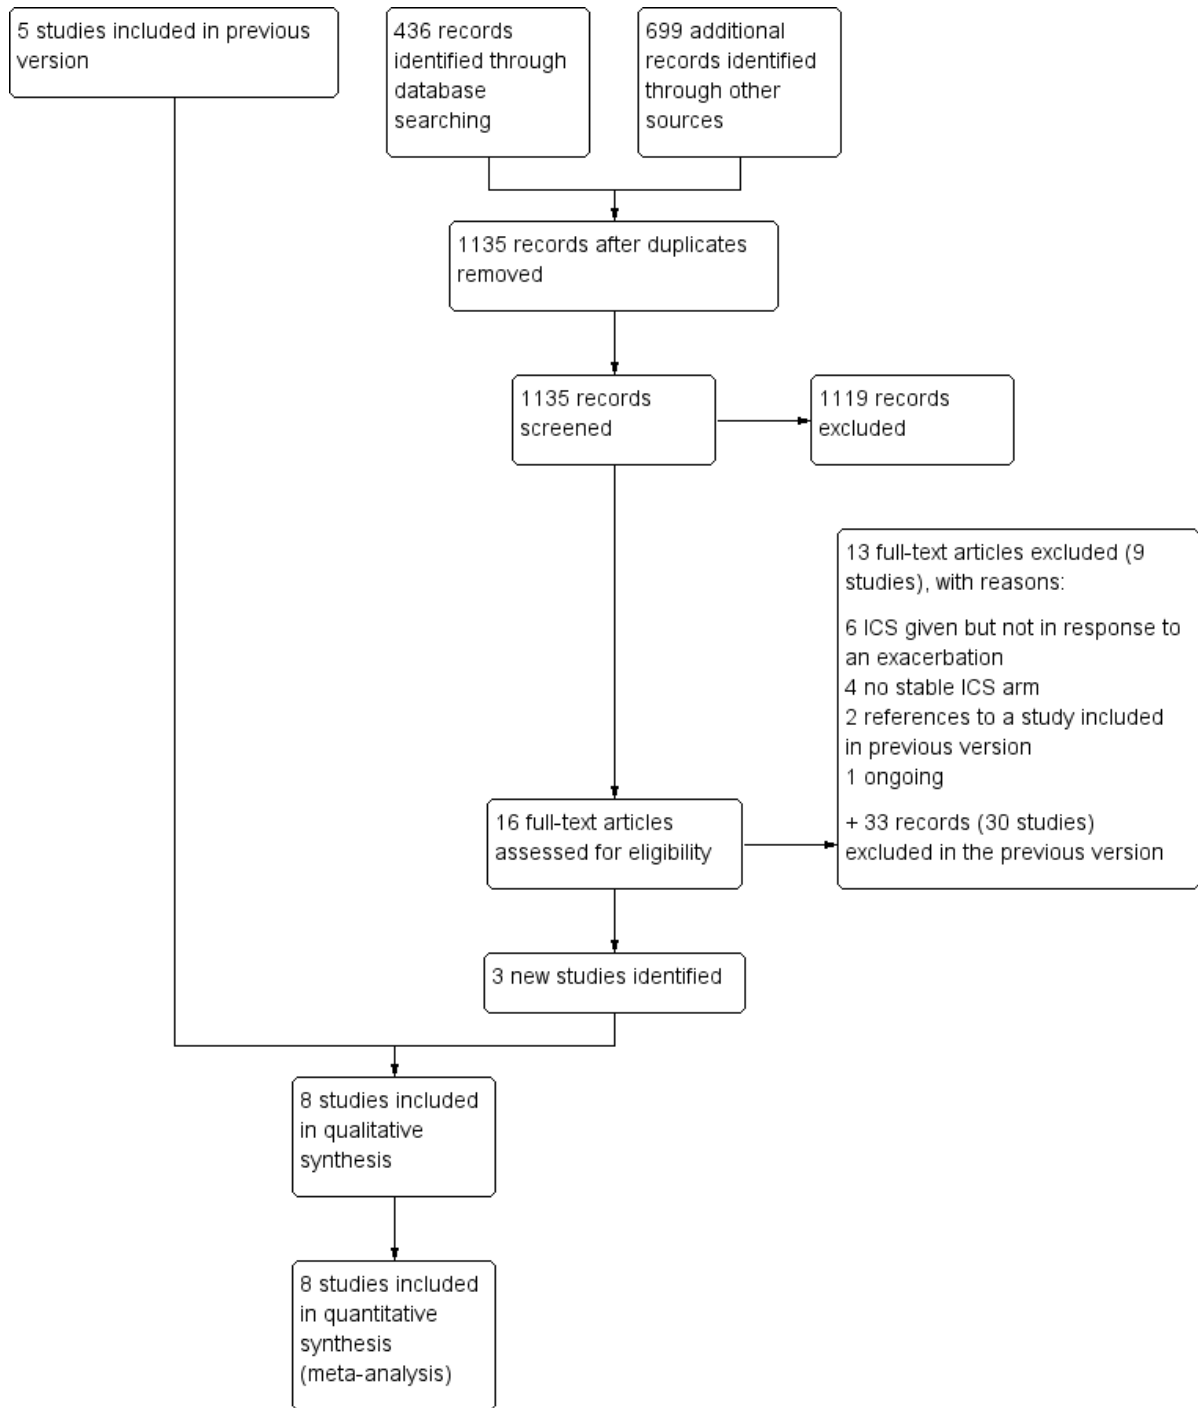 5 studies included in previous
version
436 records
identified through
database
searching
699 additional
records identified
through other
sources
1135 records after duplicates
removed
1135 records
screened
1119 records
excluded
13 full-text articles excluded (9
studies), with reasons:
6 ICS given but not in response to
an exacerbation
4 no stable ICS arm
2 references to a study included
in previous version
1 ongoing
+ 33 records (30 studies)
excluded in the previous version
16 full-text articles
assessed for eligibility
3 new studies identified
8 studies included
in qualitative
synthesis
8 studies included
in quantitative
synthesis
(meta-analysis)